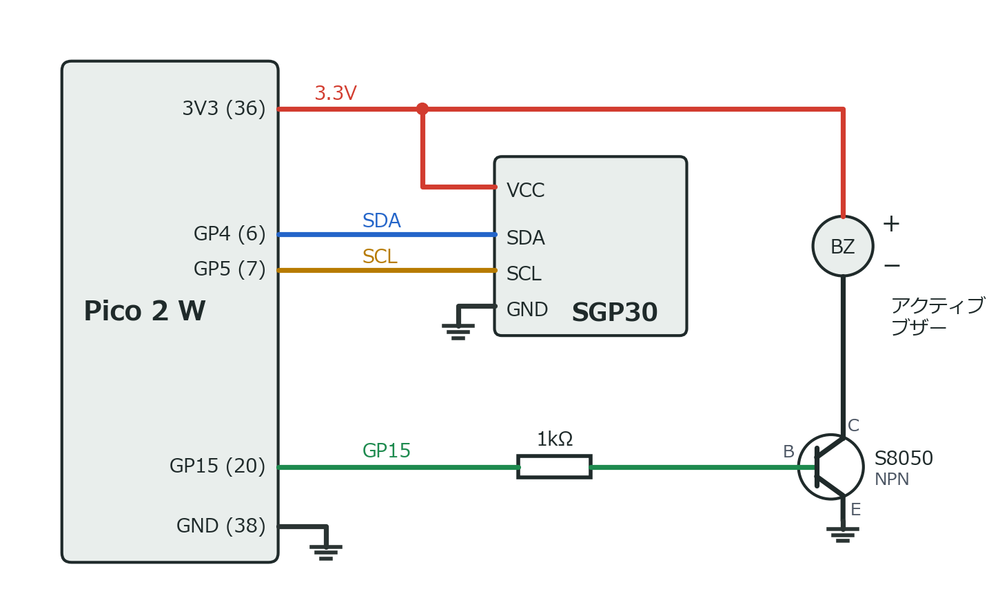 3.3V
3V3 (36)
VCC
SDA
GP4 (6)
SDA
SCL
GP5 (7)
SCL
GND
Pico 2 W
SGP30
+
BZ
−
アクティブ
ブザー
1kΩ
GP15
GP15 (20)
C
B
S8050
NPN
E
GND (38)